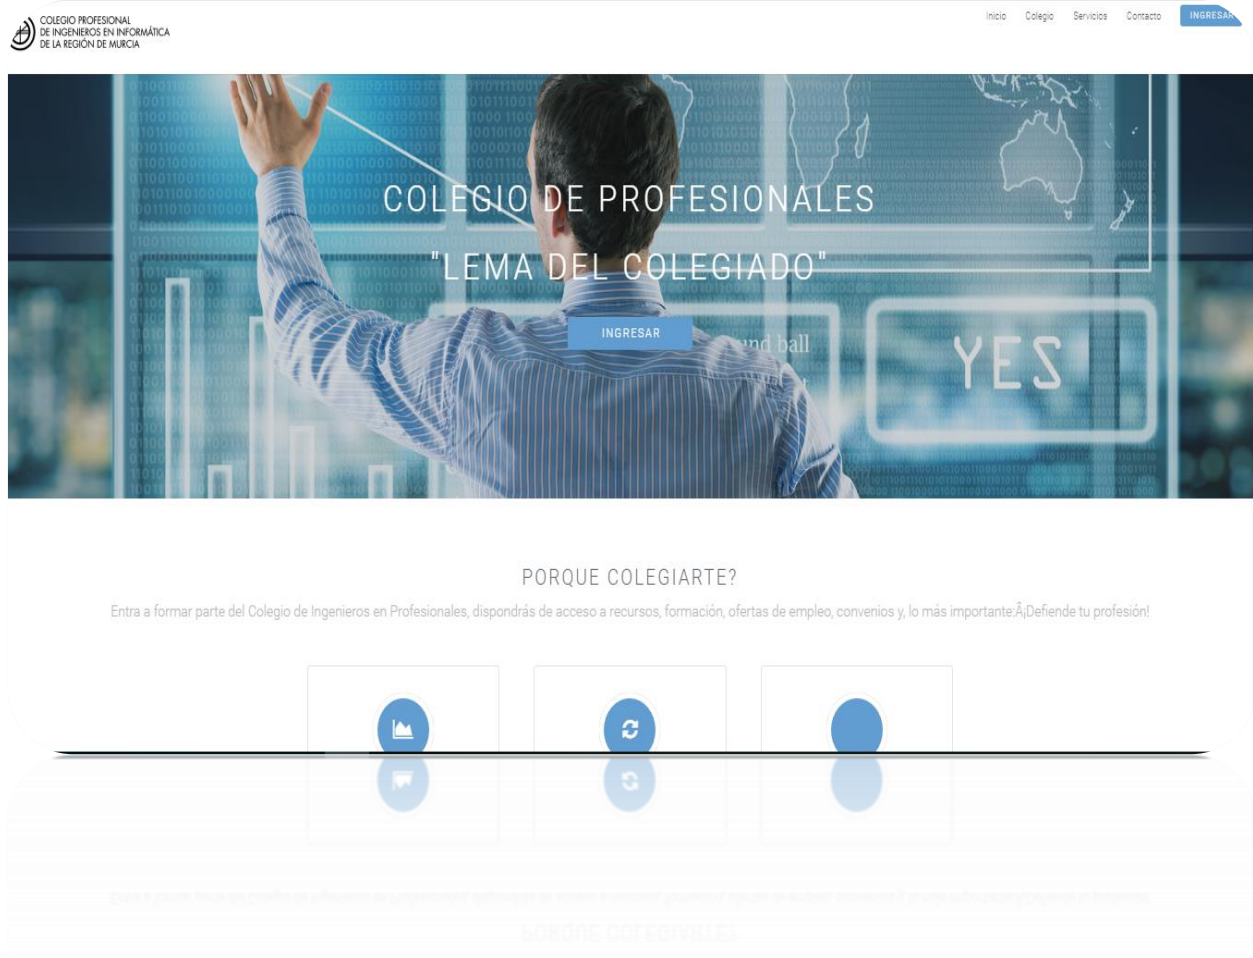 COLEGIO PROFESIONAL
DE INGENIEROS EN INFORMÁTICA
DE LA REGIÓN DE MURCIA
Inicio Colegio Servicios Contacto INGRESAR
COLEGIO DE PROFESIONALES
"LEMA DEL COLEGIADO"
INGRESAR
und ball
YES
PORQUE COLEGIARTE?
Entra a formar parte del Colegio de Ingenieros en Profesionales, dispondrás de acceso a recursos, formación, ofertas de empleo, convenios y, lo más importante:Â¡Defiende tu profesión!